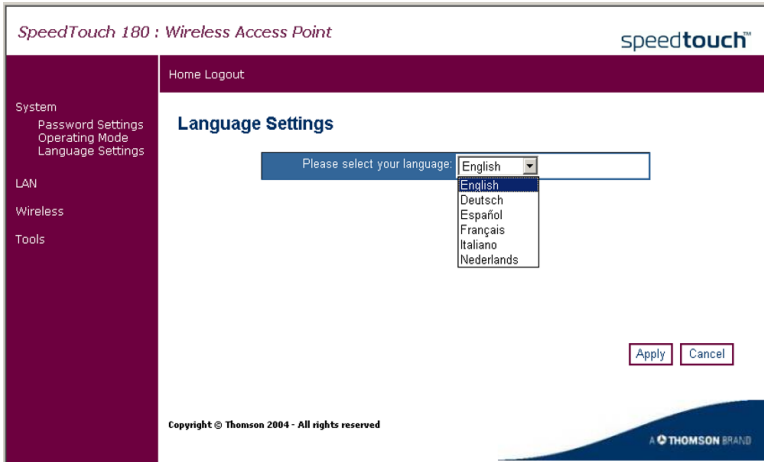 SpeedTouch 180 : Wireless Access Point
speedtouch™
Home Logout
System
Password Settings
Operating Mode
Language Settings
LAN
Wireless
Tools
Language Settings
Please select your language: English
English
Deutsch
Español
Français
Italiano
Nederlands
Apply Cancel
Copyright © Thomson 2004 - All rights reserved
A THOMSON BRAND